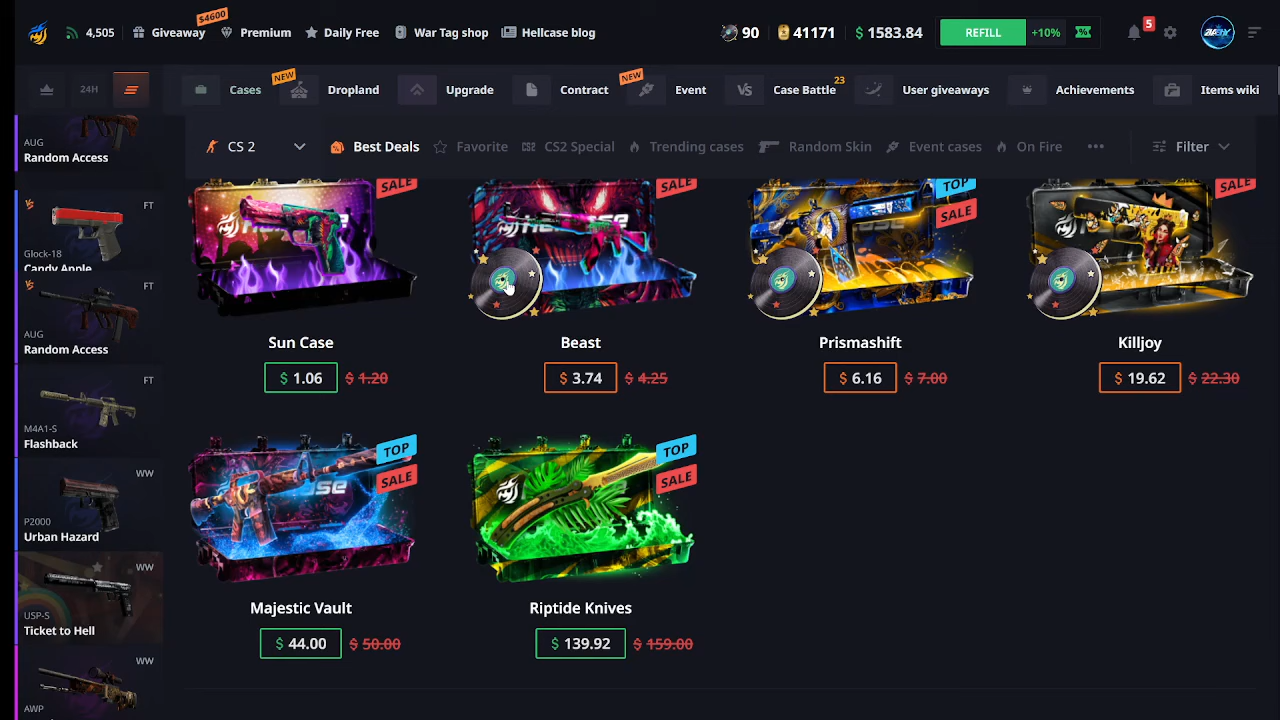 $4600
4,505
Giveaway
Premium
Daily Free
War Tag shop
Hellcase blog
90
41171
$ 1583.84
REFILL
+10%
5
24H
Cases
NEW
Dropland
Upgrade
Contract
NEW
Event
VS
Case Battle
23
User giveaways
Achievements
Items wiki
CS 2
Best Deals
Favorite
CS2
CS2 Special
Trending cases
Random Skin
Event cases
On Fire
Filter
AUG
Random Access
FT
Glock-18
Candy Apple
FT
AUG
Random Access
FT
M4A1-S
Flashback
WW
P2000
Urban Hazard
WW
USP-S
Ticket to Hell
WW
AWP
SALE
Sun Case
$ 1.06 $ 1.20
SALE
Beast
$ 3.74 $ 4.25
TOP
SALE
Prismashift
$ 6.16 $ 7.00
SALE
Killjoy
$ 19.62 $ 22.30
TOP
SALE
Majestic Vault
$ 44.00 $ 50.00
TOP
SALE
Riptide Knives
$ 139.92 $ 159.00